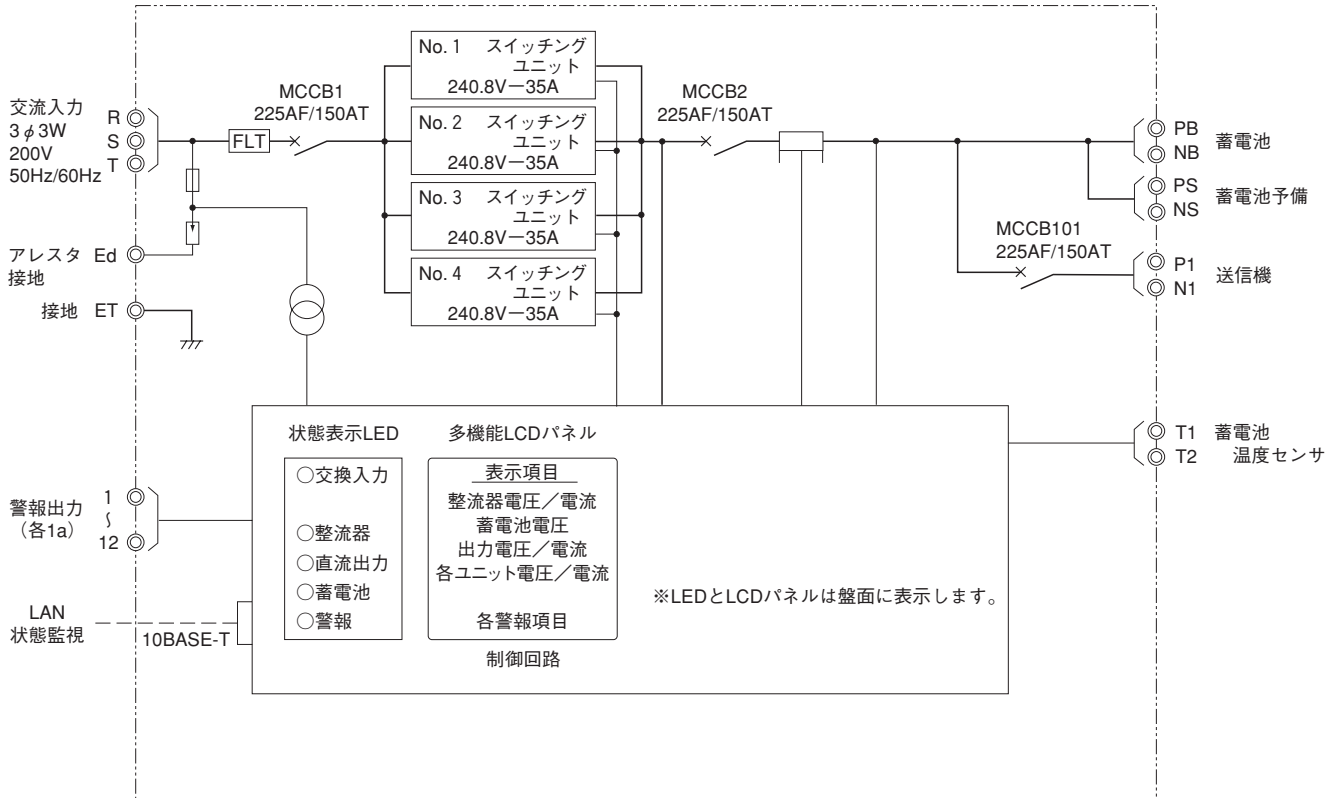 交流入力
3φ3W
200V
50Hz/60Hz
R
S
T
FLT
MCCB1
225AF/150AT
No. 1 スイッチング
ユニット
240.8V－35A
No. 2 スイッチング
ユニット
240.8V－35A
No. 3 スイッチング
ユニット
240.8V－35A
No. 4 スイッチング
ユニット
240.8V－35A
MCCB2
225AF/150AT
PB
NB
蓄電池
PS
NS
蓄電池予備
MCCB101
225AF/150AT
P1
N1
送信機
アレスタ Ed
接地
接地 ET
T1 蓄電池
T2 温度センサ
警報出力
（各1a）
1
〜
12
LAN
状態監視
10BASE-T
状態表示LED
○交換入力
○整流器
○直流出力
○蓄電池
○警報
多機能LCDパネル
表示項目
整流器電圧／電流
蓄電池電圧
出力電圧／電流
各ユニット電圧／電流
各警報項目
制御回路
※LEDとLCDパネルは盤面に表示します。